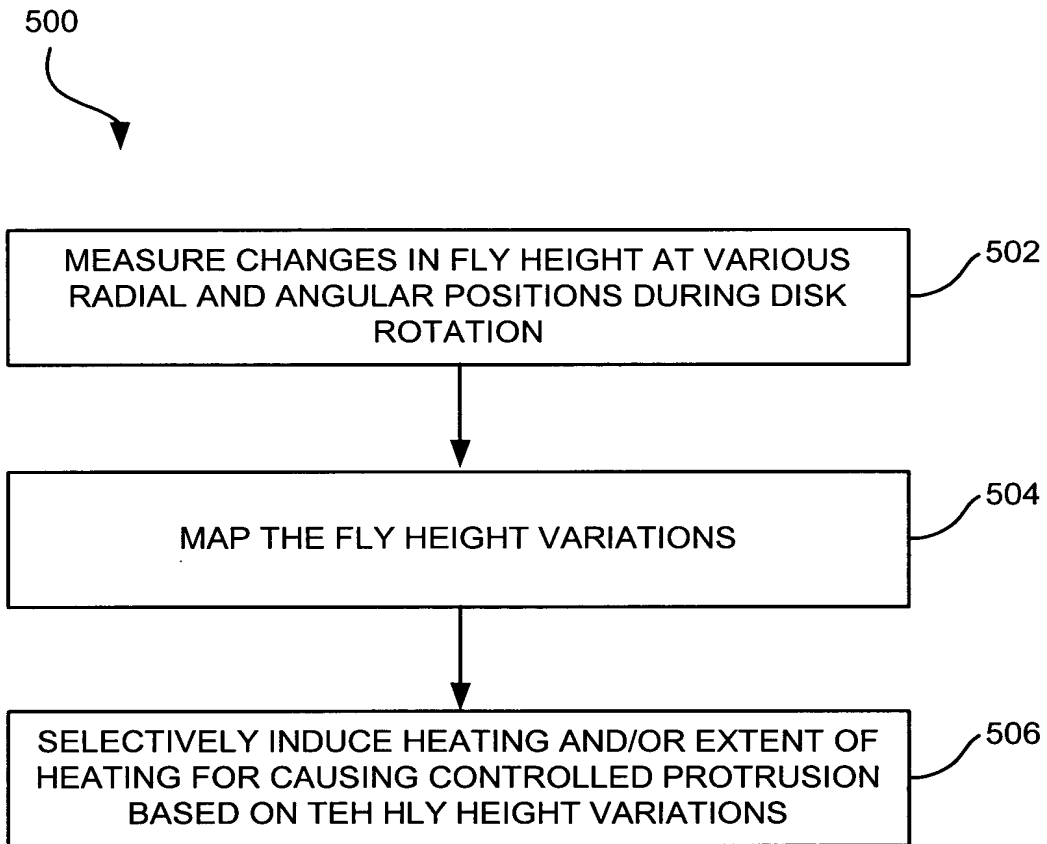 500
MEASURE CHANGES IN FLY HEIGHT AT VARIOUS
RADIAL AND ANGULAR POSITIONS DURING DISK
ROTATION
502
MAP THE FLY HEIGHT VARIATIONS
504
SELECTIVELY INDUCE HEATING AND/OR EXTENT OF
HEATING FOR CAUSING CONTROLLED PROTRUSION
BASED ON TEH HLY HEIGHT VARIATIONS
506